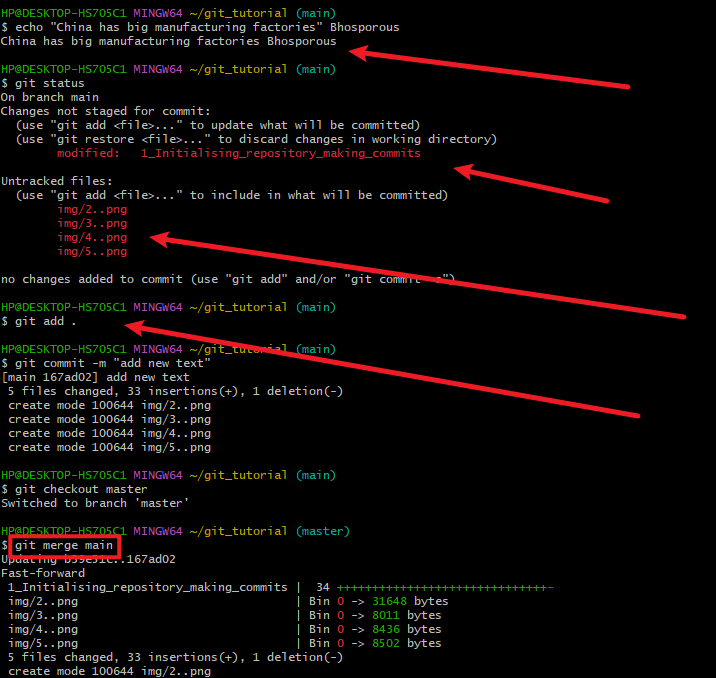 HP@DESKTOP-HS705C1 MINGW64 ~/git_tutorial (main)
$ echo "China has big manufacturing factories" Bhosporous
China has big manufacturing factories Bhosporous
HP@DESKTOP-HS705C1 MINGW64 ~/git_tutorial (main)
$ git status
On branch main
Changes not staged for commit:
(use "git add <file>..." to update what will be committed)
(use "git restore <file>..." to discard changes in working directory)
modified:   1_Initialising_repository_making_commits
Untracked files:
(use "git add <file>..." to include in what will be committed)
img/2..png
img/3..png
img/4..png
img/5..png
no changes added to commit (use "git add" and/or "git commit -a")
HP@DESKTOP-HS705C1 MINGW64 ~/git_tutorial (main)
$ git add .
HP@DESKTOP-HS705C1 MINGW64 ~/git_tutorial (main)
$ git commit -m "add new text"
[main 167ad02] add new text
5 files changed, 33 insertions(+), 1 deletion(-)
create mode 100644 img/2..png
create mode 100644 img/3..png
create mode 100644 img/4..png
create mode 100644 img/5..png
HP@DESKTOP-HS705C1 MINGW64 ~/git_tutorial (main)
$ git checkout master
Switched to branch 'master'
HP@DESKTOP-HS705C1 MINGW64 ~/git_tutorial (master)
$ git merge main
Updating
Fast-forward
1_Initialising_repository_making_commits |  34 ++++++++++++++++++++++++++++++-
img/2..png | Bin 0 -> 31648 bytes
img/3..png | Bin 0 -> 8011 bytes
img/4..png | Bin 0 -> 8436 bytes
img/5..png | Bin 0 -> 8502 bytes
5 files changed, 33 insertions(+), 1 deletion(-)
create mode 100644 img/2..png